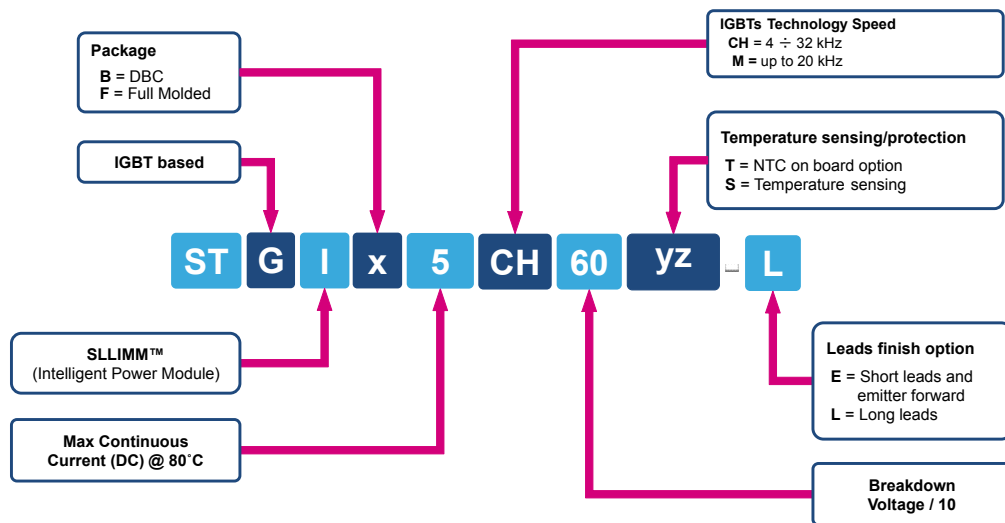 Package
B = DBC
F = Full Molded
IGBTs Technology Speed
CH = 4 ÷ 32 kHz
M = up to 20 kHz
IGBT based
Temperature sensing/protection
T = NTC on board option
S = Temperature sensing
ST G I x 5 CH 60 yz - L
SLLIMM™
(Intelligent Power Module)
Leads finish option
E = Short leads and
emitter forward
L = Long leads
Max Continuous
Current (DC) @ 80˚C
Breakdown
Voltage / 10